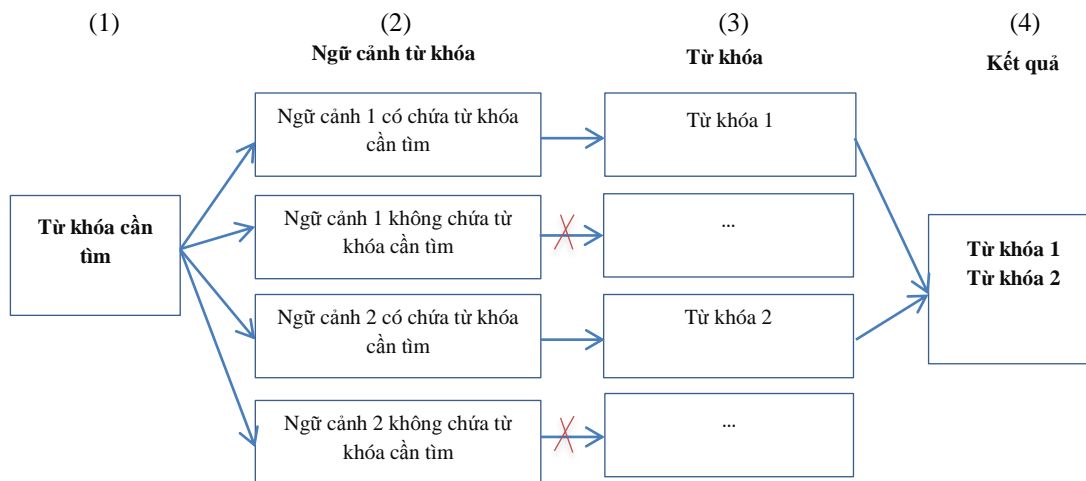 (1)
(2)
(3)
(4)
Ngữ cảnh từ khóa
Từ khóa
Kết quả
Từ khóa cần
tìm
Ngữ cảnh 1 có chứa từ khóa
cần tìm
Từ khóa 1
Ngữ cảnh 1 không chứa từ
khóa cần tìm
...
Ngữ cảnh 2 có chứa từ khóa
cần tìm
Từ khóa 2
Ngữ cảnh 2 không chứa từ
khóa cần tìm
...
Từ khóa 1
Từ khóa 2